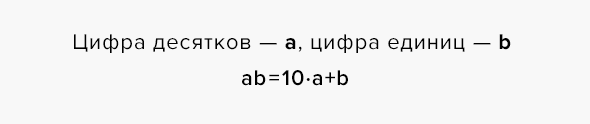 Цифра десятков — a, цифра единиц — b
ab=10·a+b